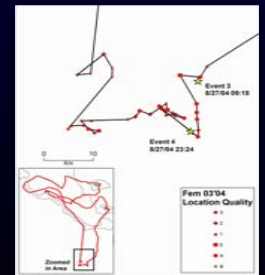 Event 3
8/27/04 09:18
Event 4
8/27/04 23:24
0
10
Km
Fem 03'04
Location Quality
Zoomed
in Area